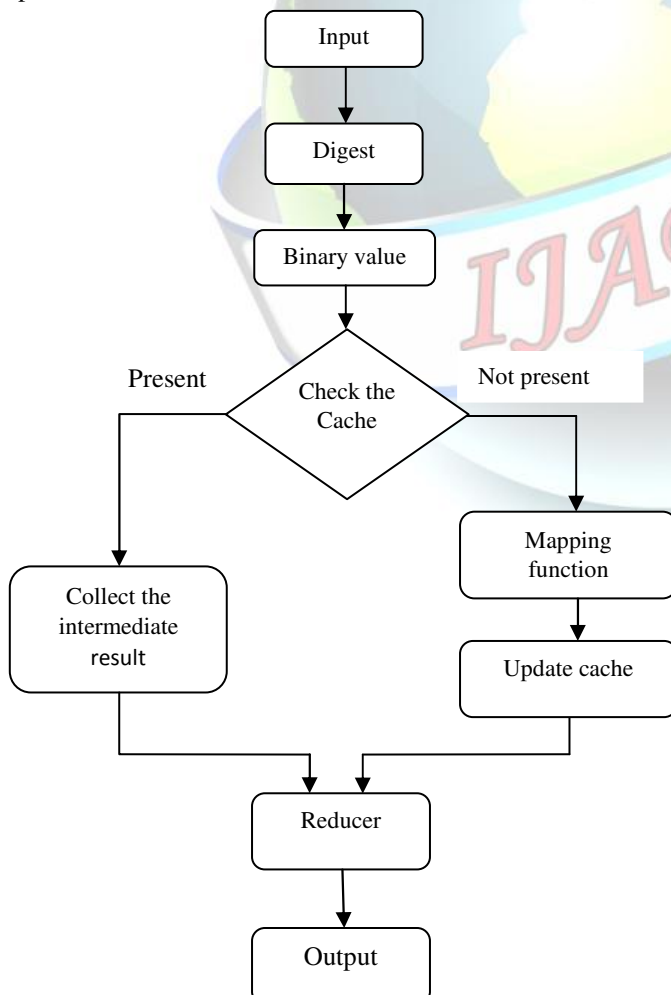 Input
Digest
Binary value
Check the
Cache
Present
Not present
Mapping
function
Collect the
intermediate
result
Update cache
Reducer
Output